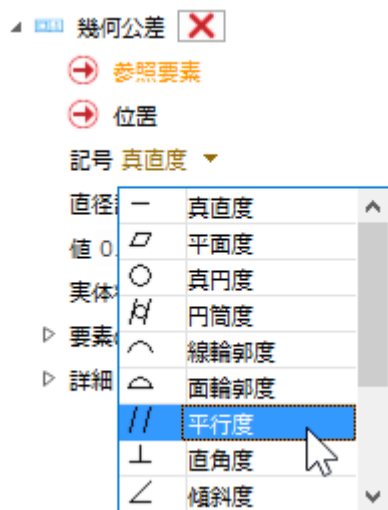 幾何公差
参照要素
位置
記号 真直度
直径
値 0.
実体
要素
詳細
真直度
平面度
真円度
円筒度
線輪郭度
面輪郭度
平行度
直角度
傾斜度